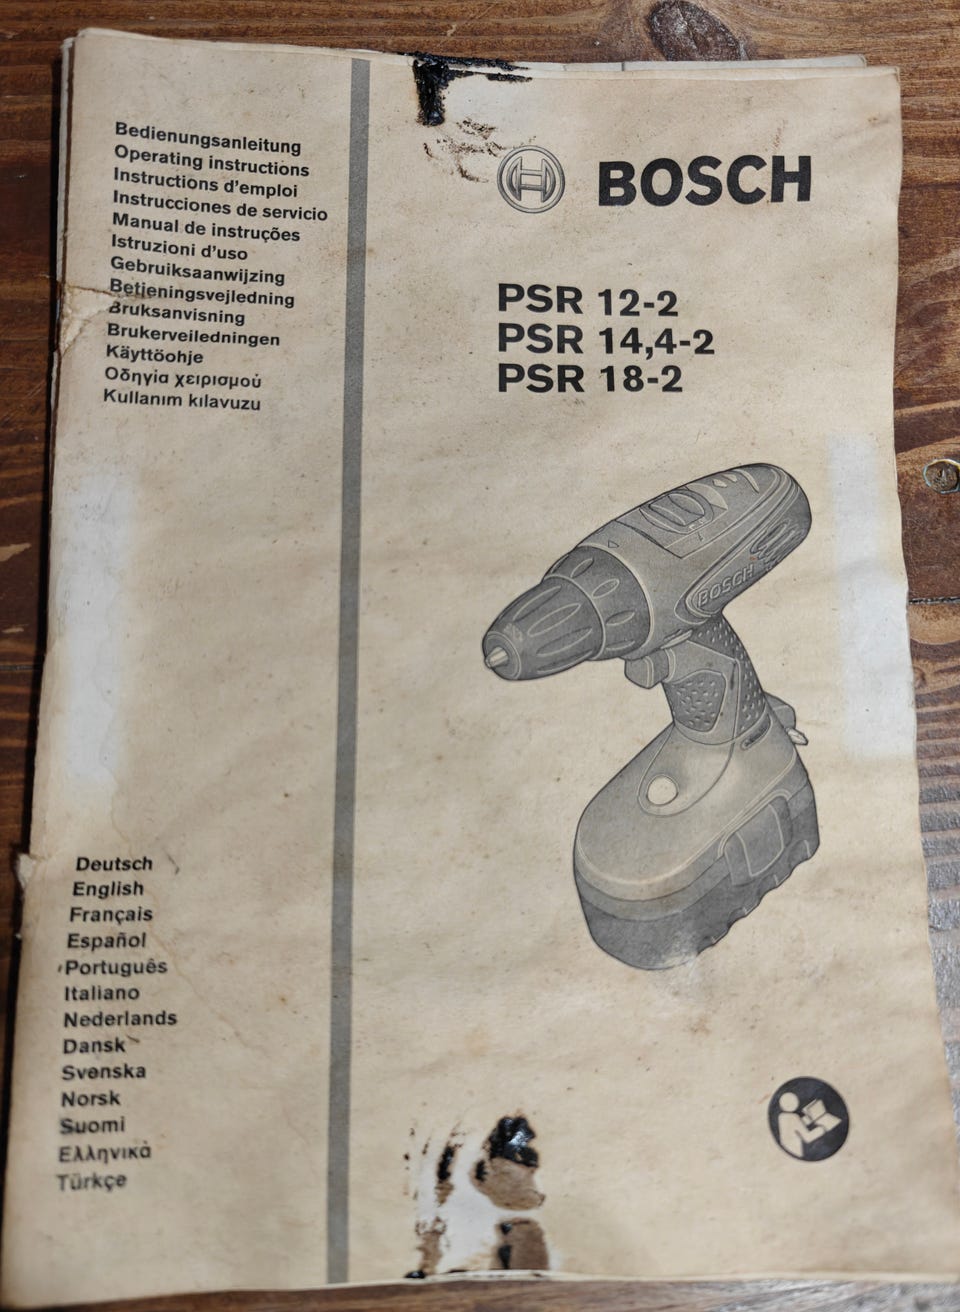 Bedienungsanleitung
Operating instructions
Instructions d'emploi
Instrucciones de servicio
Manual de instruções
Istruzioni d'uso
Gebruiksaanwijzing
Betjeningsvejledning
Bruksanvisning
Brukerveiledningen
Käyttöohje
Οδηγία χειρισμού
Kullanım kılavuzu
BOSCH
PSR 12-2
PSR 14,4-2
PSR 18-2
BOSCH
Deutsch
English
Français
Español
Português
Italiano
Nederlands
Dansk
Svenska
Norsk
Suomi
Ελληνικά
Türkçe